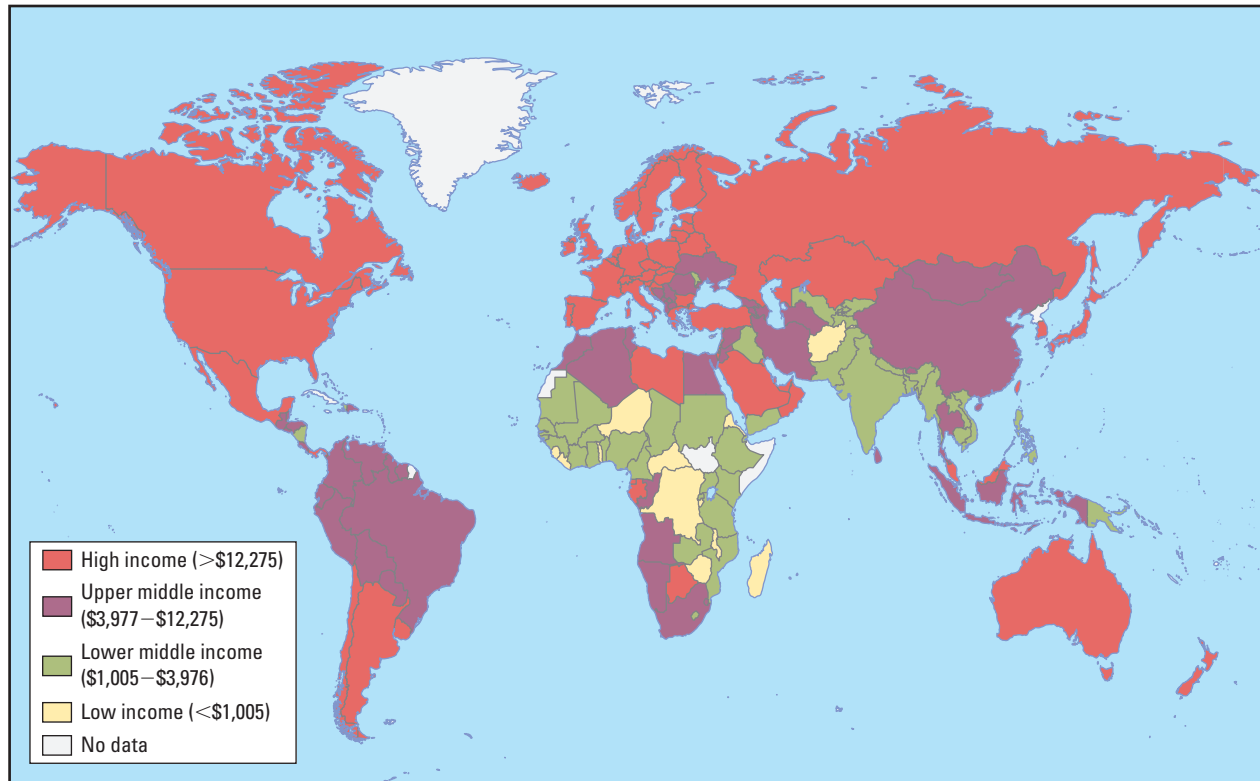 High income (>$12,275)
Upper middle income
($3,977–$12,275)
Lower middle income
($1,005–$3,976)
Low income (<$1,005)
No data